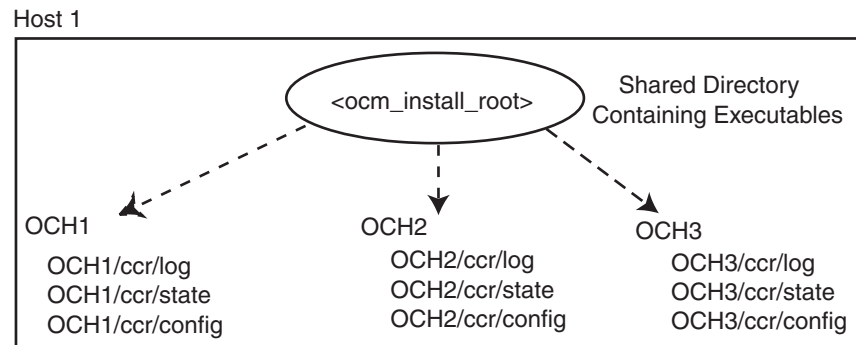 Host 1
<ocm_install_root>
Shared Directory
Containing Executables
OCH1
OCH1/ccr/log
OCH1/ccr/state
OCH1/ccr/config
OCH2
OCH2/ccr/log
OCH2/ccr/state
OCH2/ccr/config
OCH3
OCH3/ccr/log
OCH3/ccr/state
OCH3/ccr/config